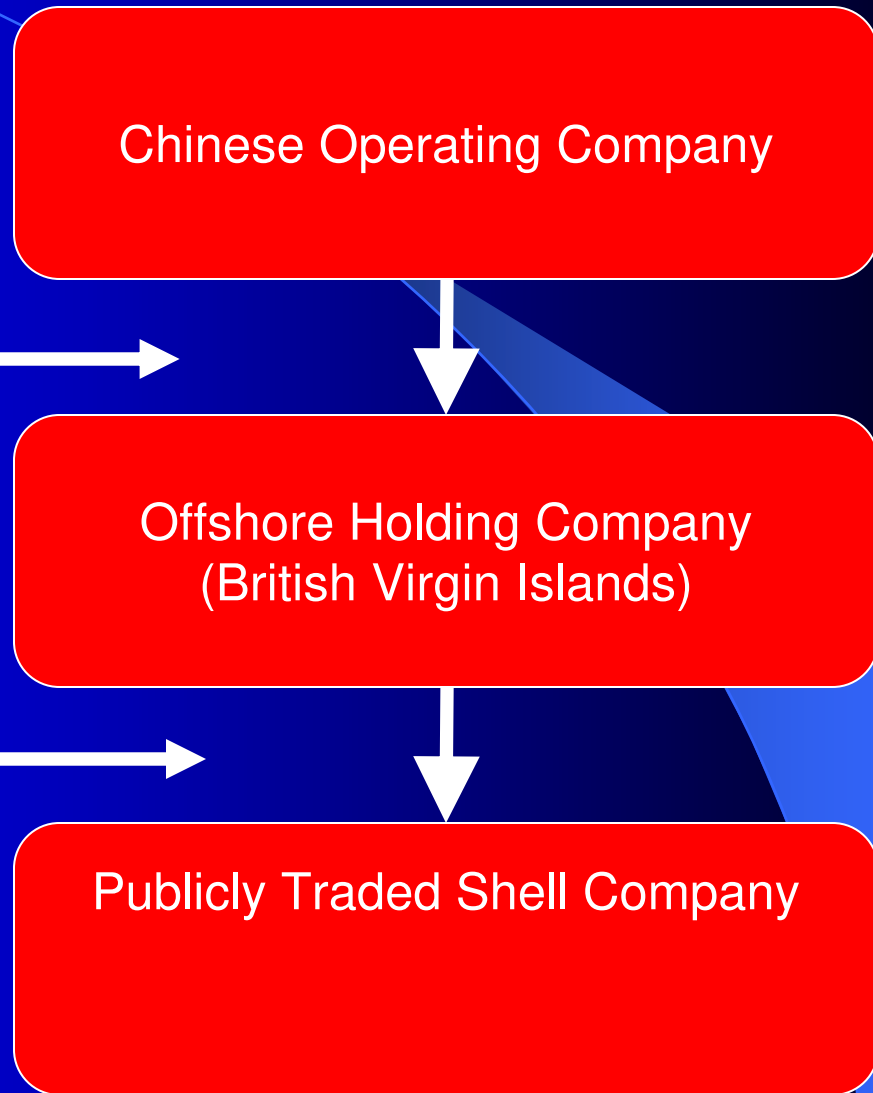 Chinese Operating Company
Offshore Holding Company
(British Virgin Islands)
Publicly Traded Shell Company